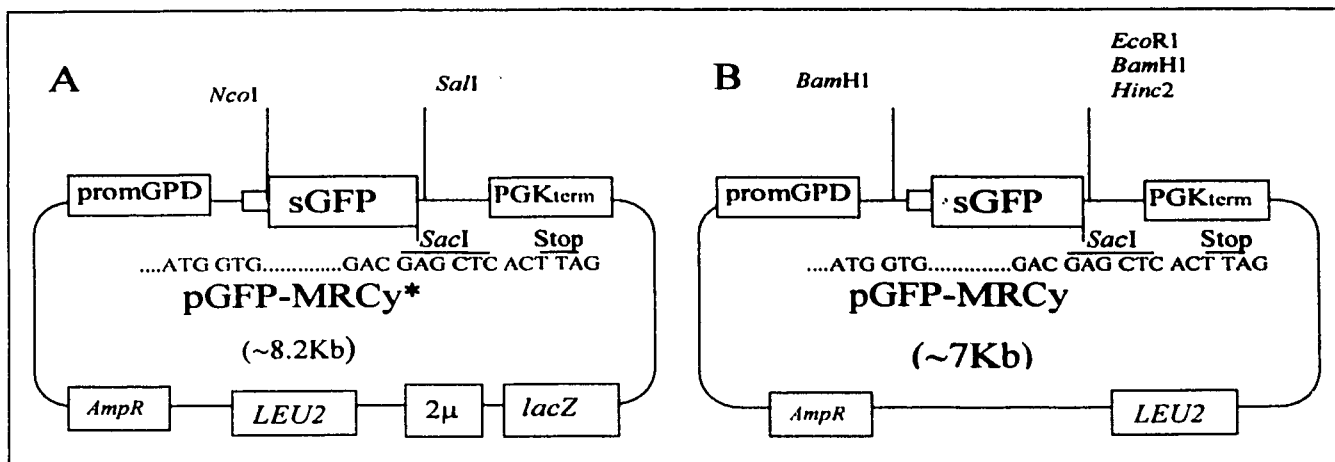 A
NcoI
SalI
promGPD
sGFP
PGKterm
SacI
Stop
....ATG GTG.............GAC GAG CTC ACT TAG
pGFP-MRCy*
(~8.2Kb)
AmpR
LEU2
2μ
lacZ
B
BamH1
EcoR1
BamH1
Hinc2
promGPD
sGFP
PGKterm
SacI
Stop
....ATG GTG.............GAC GAG CTC ACT TAG
pGFP-MRCy
(~7Kb)
AmpR
LEU2